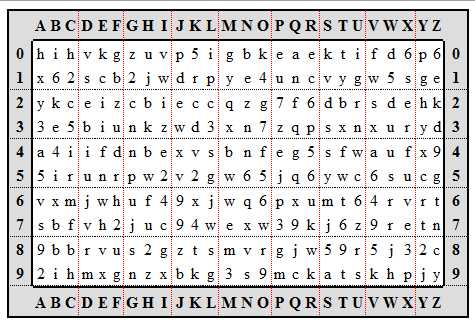 A B C D E F G H I J K L M N O P Q R S T U V W X Y Z
0 h i h v k g z u v p 5 i g b k e a e k t i f d 6 p 6 0
1 x 6 2 s c b 2 j w d r p y e 4 u n c v y g w 5 s g e 1
2 y k c e i z c b i e c c q z g 7 f 6 d b r s d e h k 2
3 3 e 5 b i u n k z w d 3 x n 7 z q p s x n x u r y d 3
4 a 4 i i f d n b e x v s b n f e g 5 s f w a u f x 9 4
5 5 i r u n r p w 2 v 2 g w 6 5 j q 6 y w c 6 s u c g 5
6 v x m j w h u f 4 9 x j w q 6 p x u m t 6 4 r v r t 6
7 s b f v h 2 j u c 9 4 w e x w 3 9 k j 6 z 9 r e t n 7
8 9 b b r v u s 2 g z t s m v r g j w 5 9 r 5 j 3 2 c 8
9 2 i h m x g n z x b k g 3 s 9 m c k a t s k h p j y 9
A B C D E F G H I J K L M N O P Q R S T U V W X Y Z